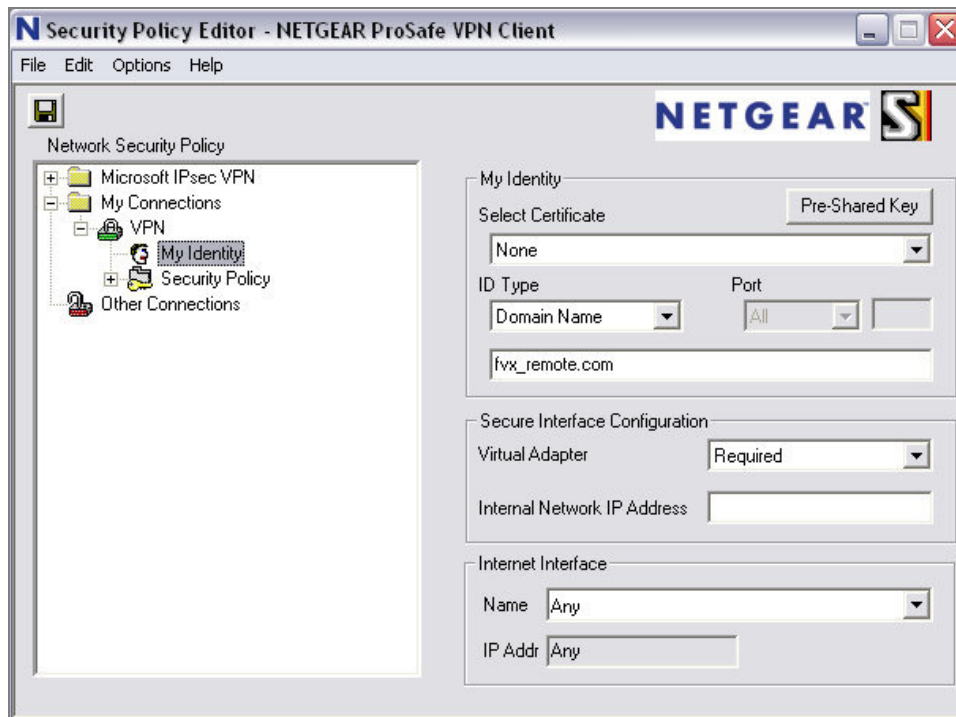 N Security Policy Editor - NETGEAR ProSafe VPN Client
File Edit Options Help
NETGEAR S
Network Security Policy
Microsoft IPsec VPN
My Connections
VPN
My Identity
Security Policy
Other Connections
My Identity
Pre-Shared Key
Select Certificate
None
ID Type Port
Domain Name All
fvx_remote.com
Secure Interface Configuration
Virtual Adapter Required
Internal Network IP Address
Internet Interface
Name Any
IP Addr Any